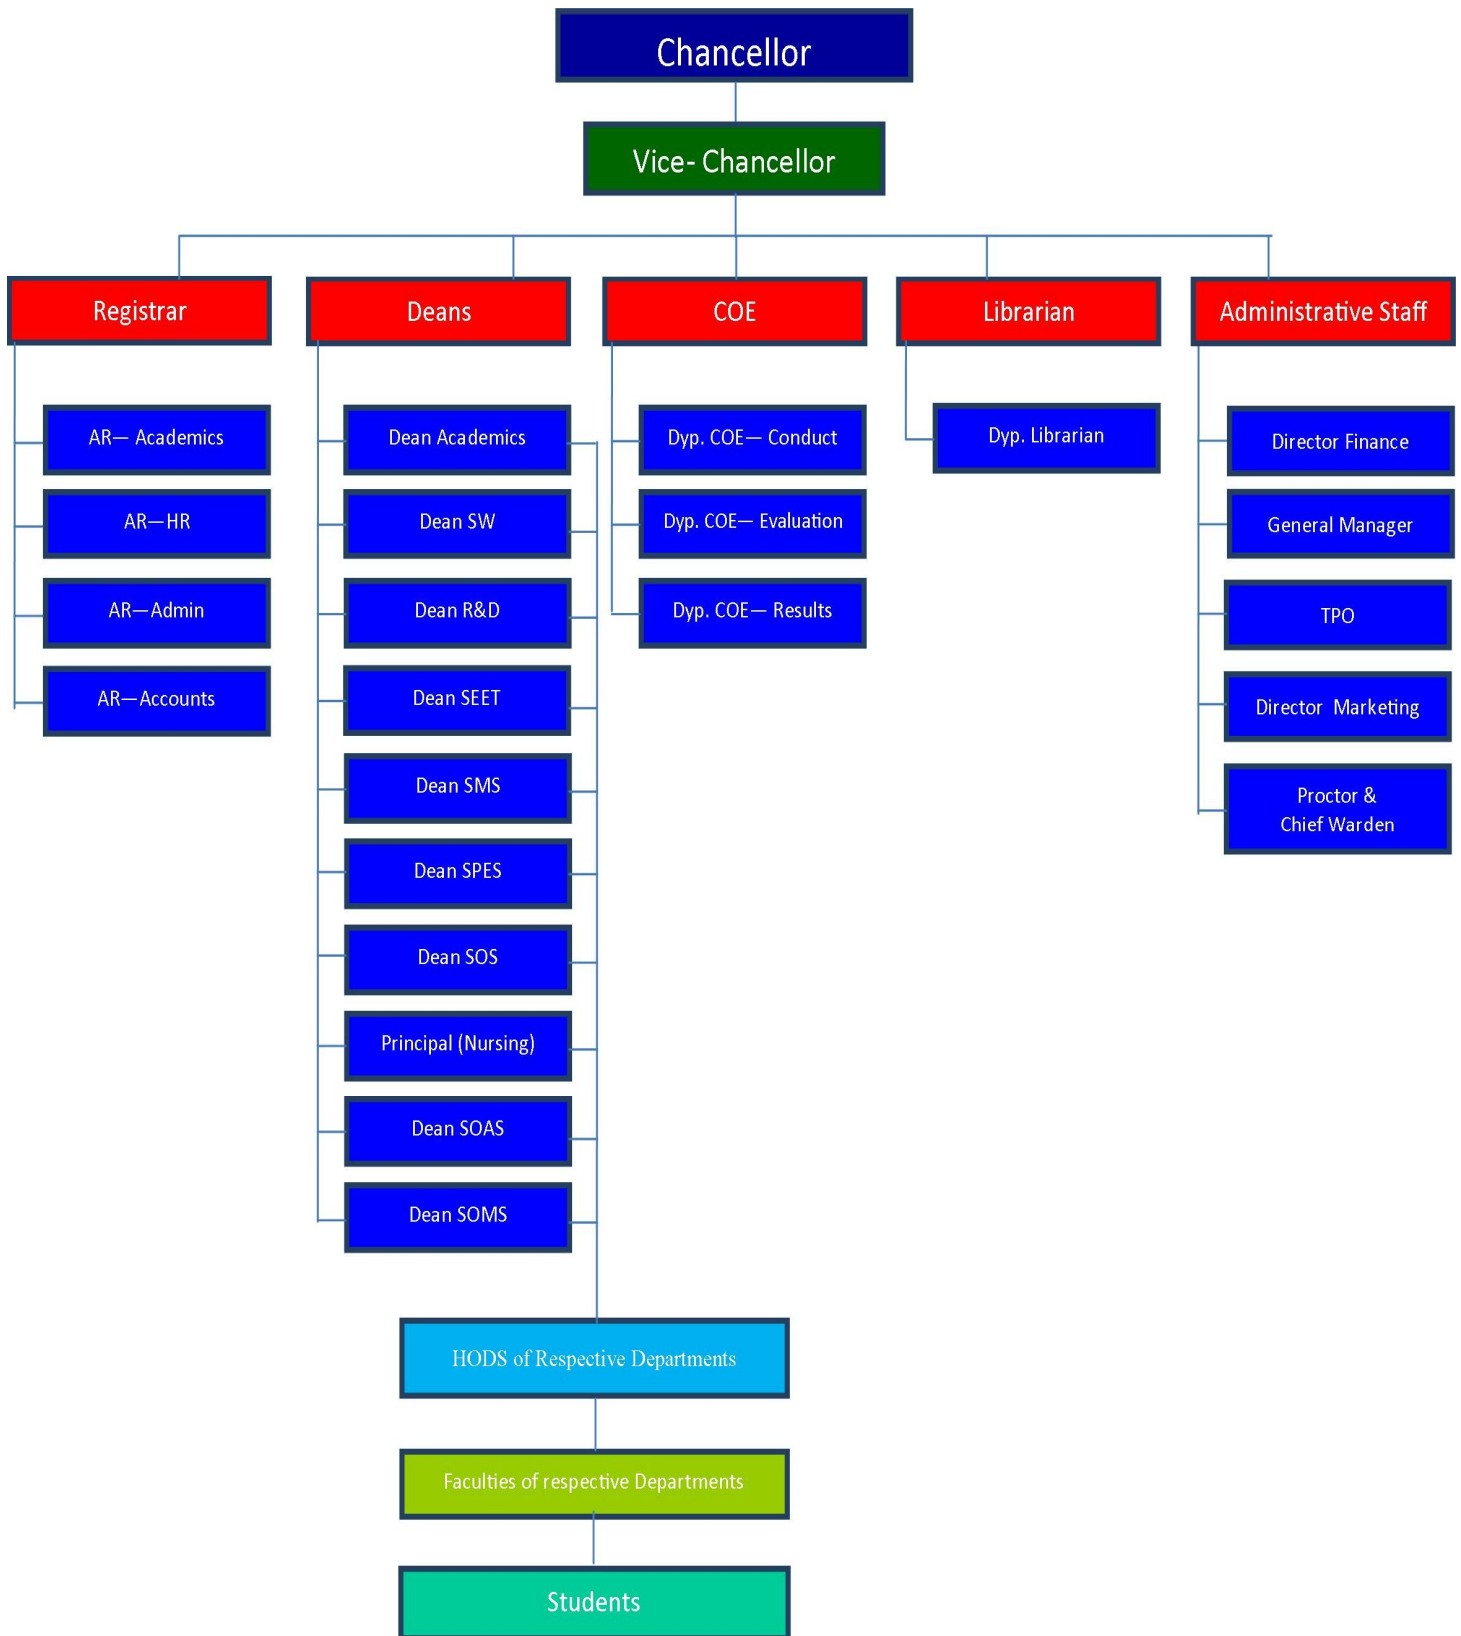 Chancellor
Vice- Chancellor
Registrar
Deans
COE
Librarian
Administrative Staff
AR— Academics
AR—HR
AR—Admin
AR—Accounts
Dean Academics
Dean SW
Dean R&D
Dean SEET
Dean SMS
Dean SPES
Dean SOS
Principal (Nursing)
Dean SOAS
Dean SOMS
Dyp. COE— Conduct
Dyp. COE— Evaluation
Dyp. COE— Results
Dyp. Librarian
Director Finance
General Manager
TPO
Director  Marketing
Proctor &
Chief Warden
HODS of Respective Departments
Faculties of respective Departments
Students